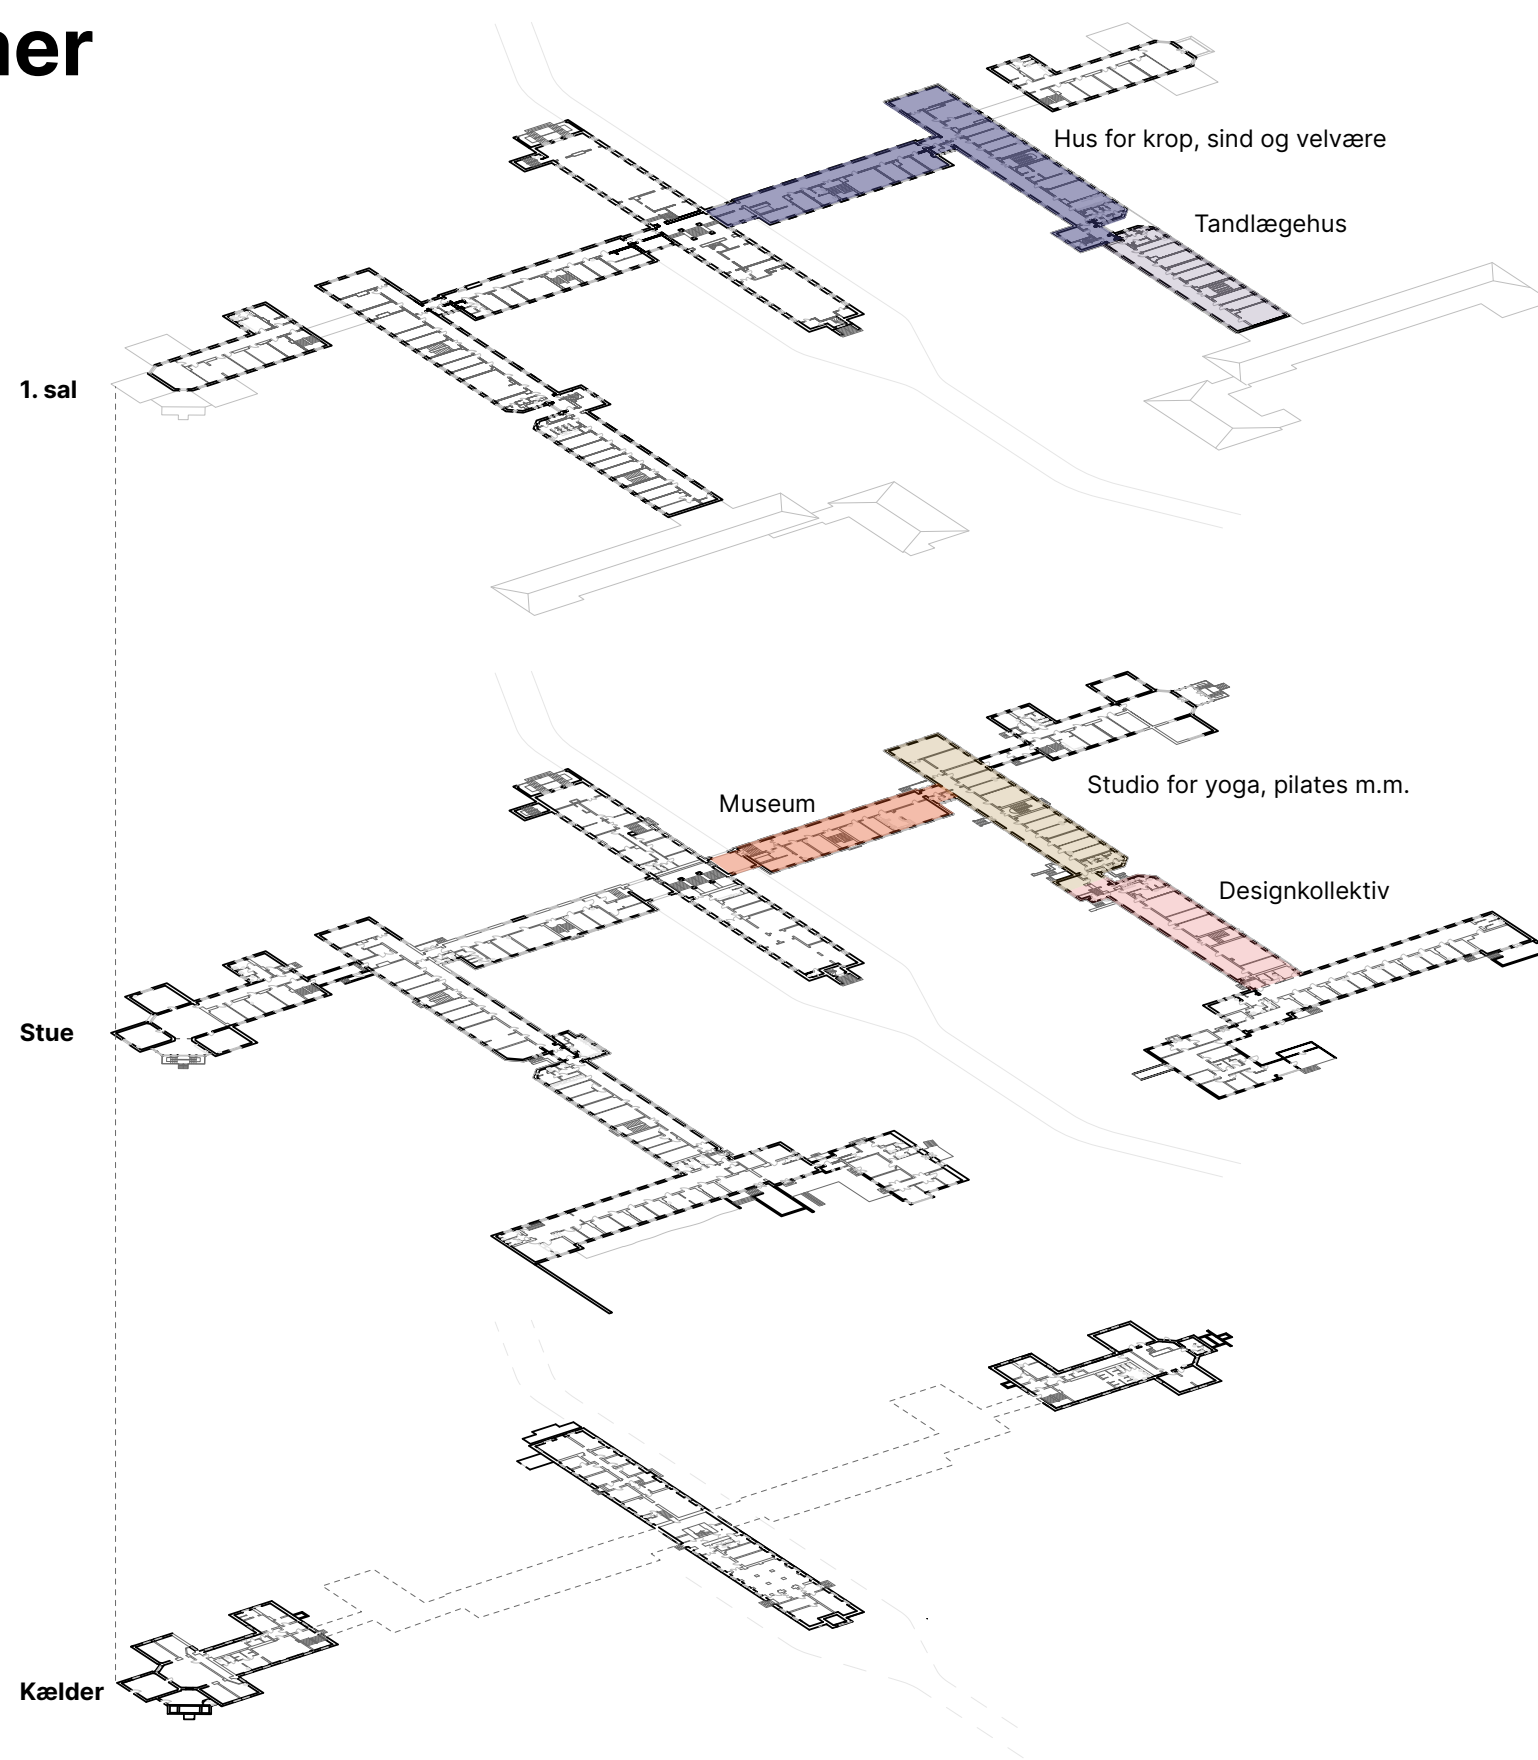 ner
Hus for krop, sind og velvære
Tandlægehus
1. sal
Studio for yoga, pilates m.m.
Museum
Designkollektiv
Stue
Kælder